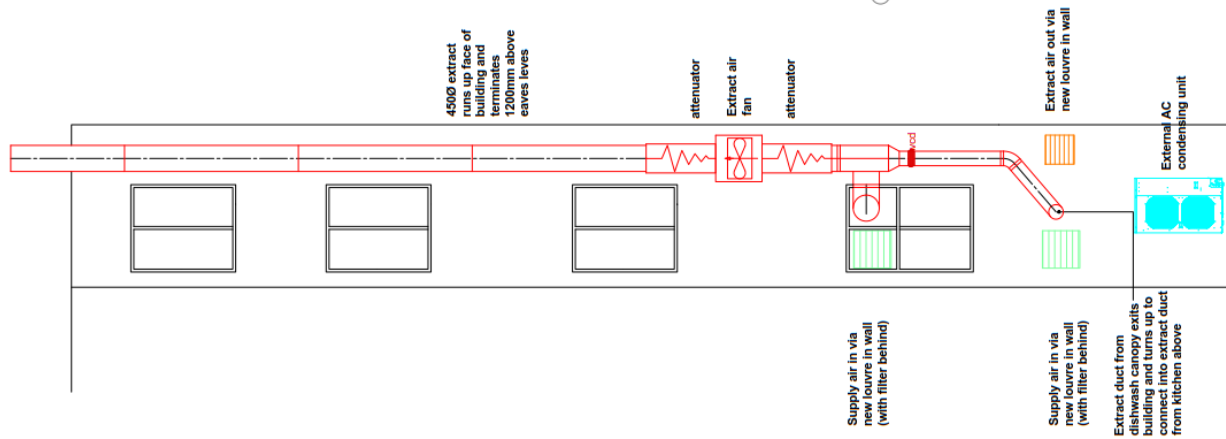 450Ø extract
runs up face of
building and
terminates
1200mm above
eaves leves
attenuator
Extract air
fan
attenuator
vcd
Extract air out via
new louvre in wall
External AC
condensing unit
Supply air in via
new louvre in wall
(with filter behind)
Supply air in via
new louvre in wall
(with filter behind)
Extract duct from
dishwash canopy exits
building and turns up to
connect into extract duct
from kitchen above